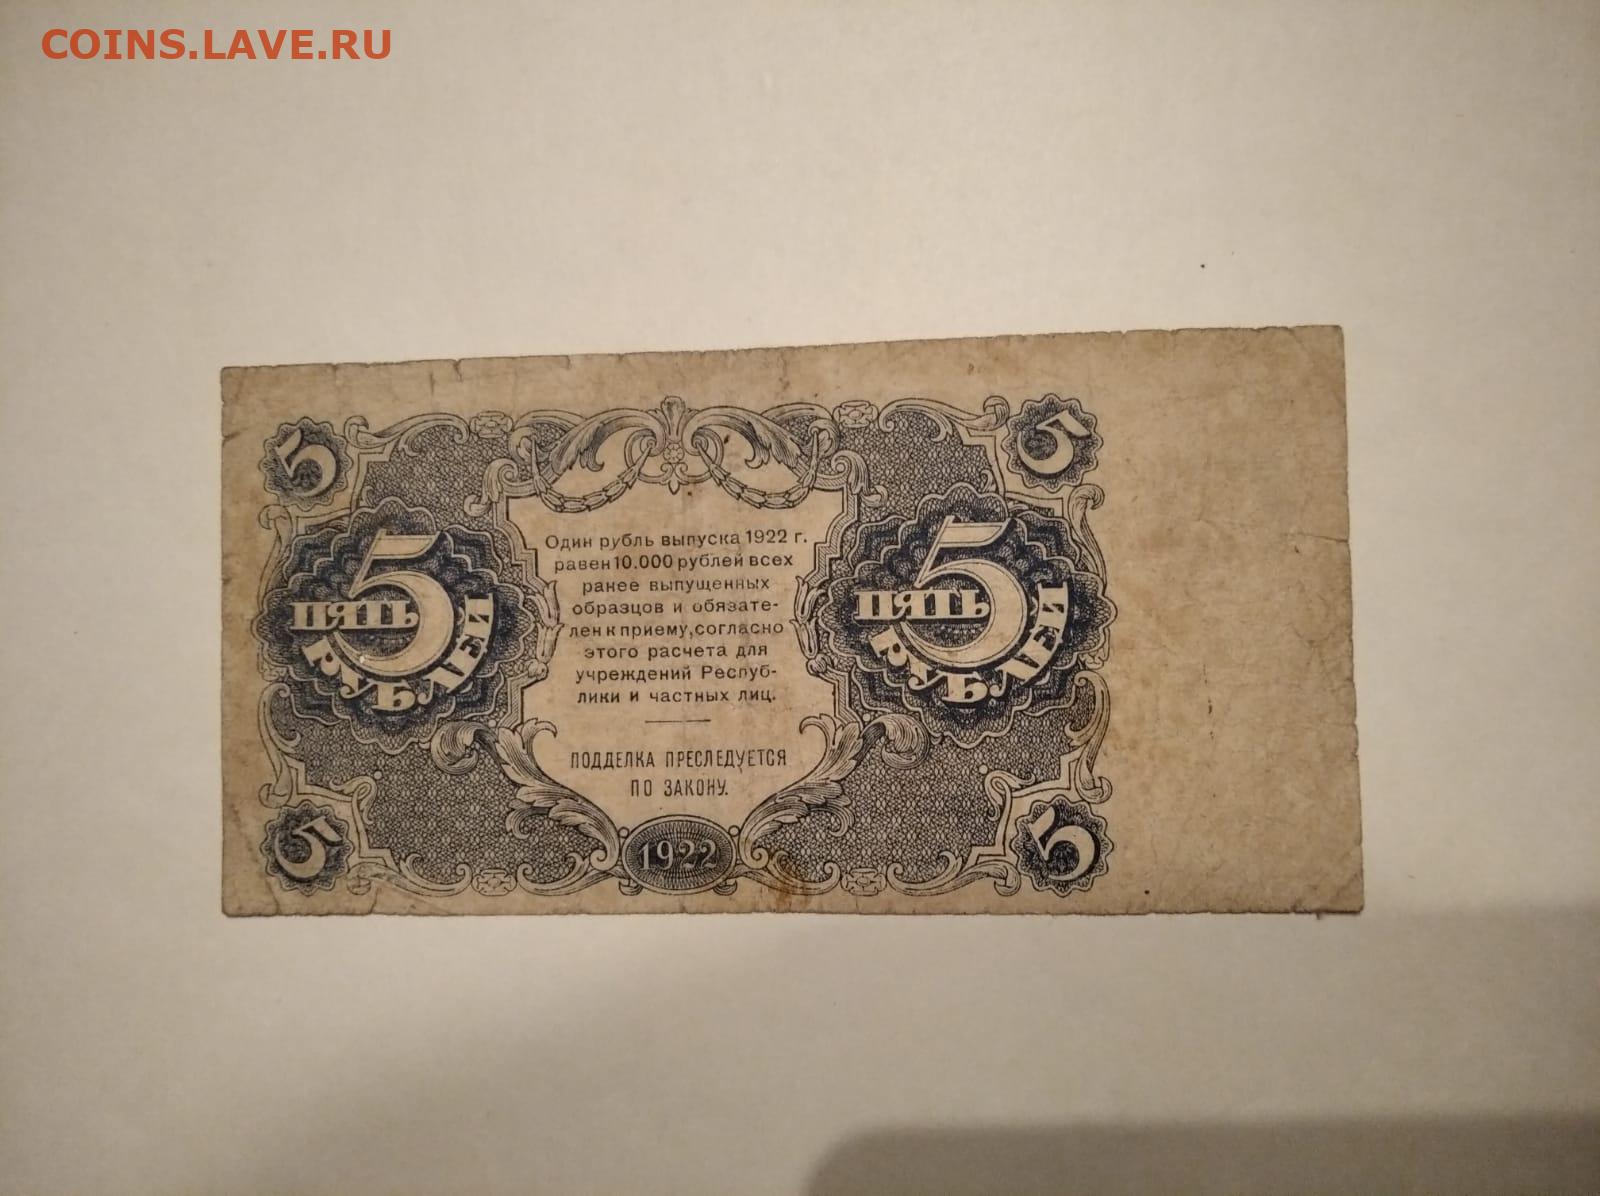 COINS.LAVE.RU
5
5
5
ПЯТЬ
РУБЛЕЙ
Один рубль выпуска 1922 г.
равен 10.000 рублей всех
ранее выпущенных
образцов и обязате-
лен к приему, согласно
этого расчета для
учреждений Респуб-
лики и частных лиц.
ПОДДЕЛКА ПРЕСЛЕДУЕТСЯ
ПО ЗАКОНУ.
5
ПЯТЬ
РУБЛЕЙ
5
1922
5